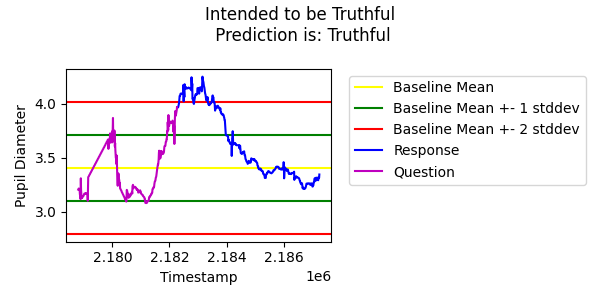 Intended to be Truthful
Prediction is: Truthful
Pupil Diameter
4.0
3.5
3.0
2.180
2.182
2.184
2.186
1e6
Timestamp
Baseline Mean
Baseline Mean +- 1 stddev
Baseline Mean +- 2 stddev
Response
Question